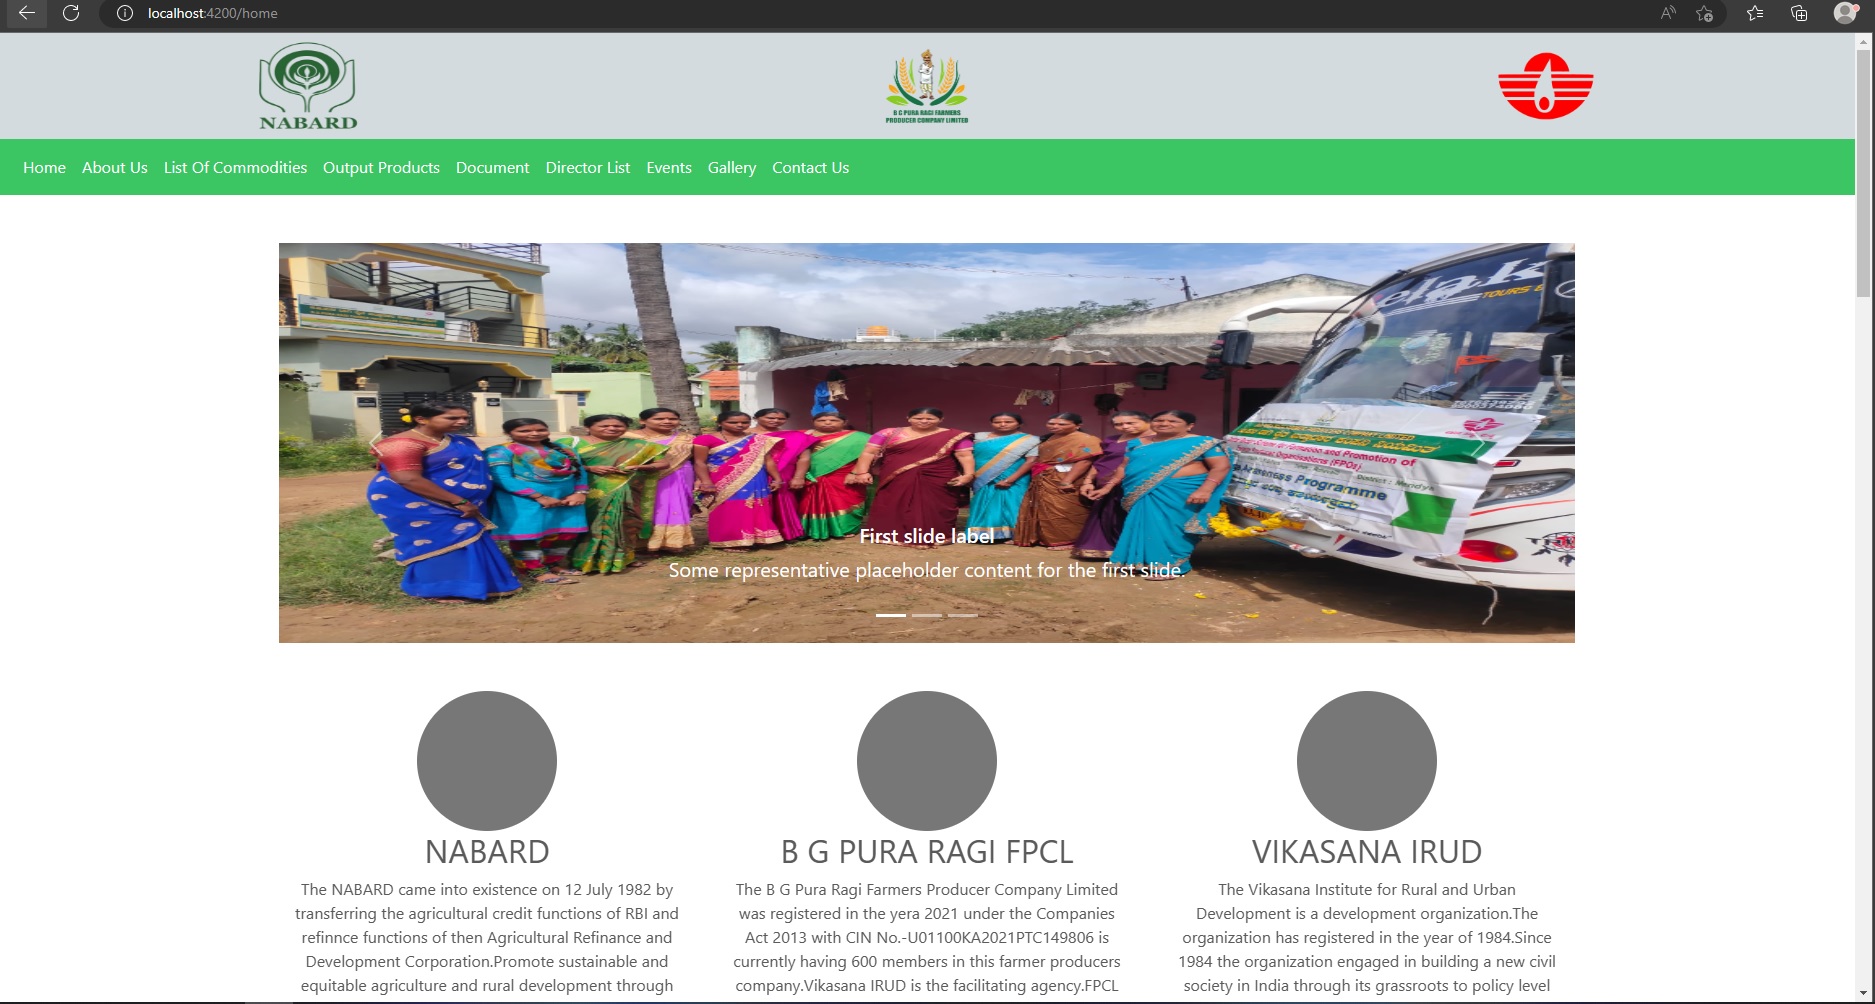 localhost:4200/home
NABARD
B G PURA RAGI FARMERS
PRODUCER COMPANY LIMITED
Home About Us List Of Commodities Output Products Document Director List Events Gallery Contact Us
TOURS &
and Promotion of
(FPOs)
District : Mandya
Awareness Programme
First slide label
Some representative placeholder content for the first slide.
NABARD
The NABARD came into existence on 12 July 1982 by
transferring the agricultural credit functions of RBI and
refinnce functions of then Agricultural Refinance and
Development Corporation.Promote sustainable and
equitable agriculture and rural development through
B G PURA RAGI FPCL
The B G Pura Ragi Farmers Producer Company Limited
was registered in the yera 2021 under the Companies
Act 2013 with CIN No.-U01100KA2021PTC149806 is
currently having 600 members in this farmer producers
company.Vikasana IRUD is the facilitating agency.FPCL
VIKASANA IRUD
The Vikasana Institute for Rural and Urban
Development is a development organization.The
organization has registered in the year of 1984.Since
1984 the organization engaged in building a new civil
society in India through its grassroots to policy level